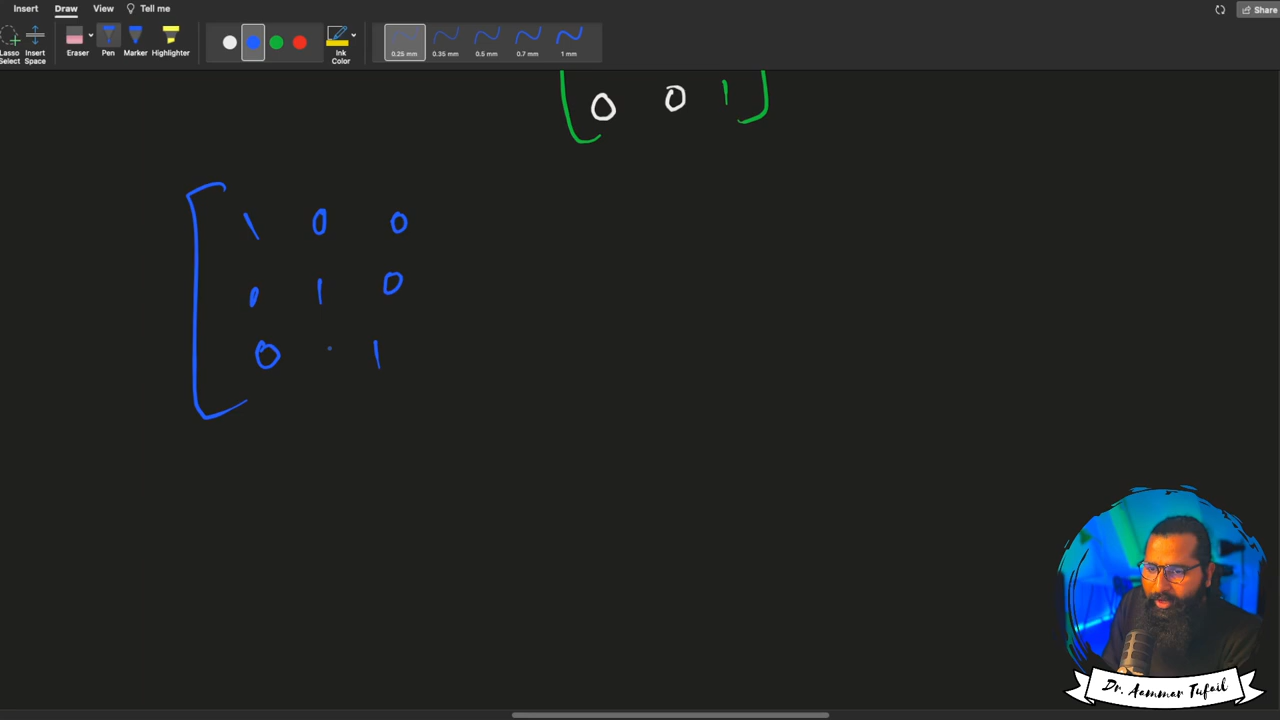 Insert Draw View Tell me
Share
Lasso Select
Insert Space
Eraser
Pen
Marker
Highlighter
Ink Color
0.25 mm
0.35 mm
0.5 mm
0.7 mm
1 mm
0 0 1
1 0 0
0 1 0
0 · 1
Dr. Aammar Tufail